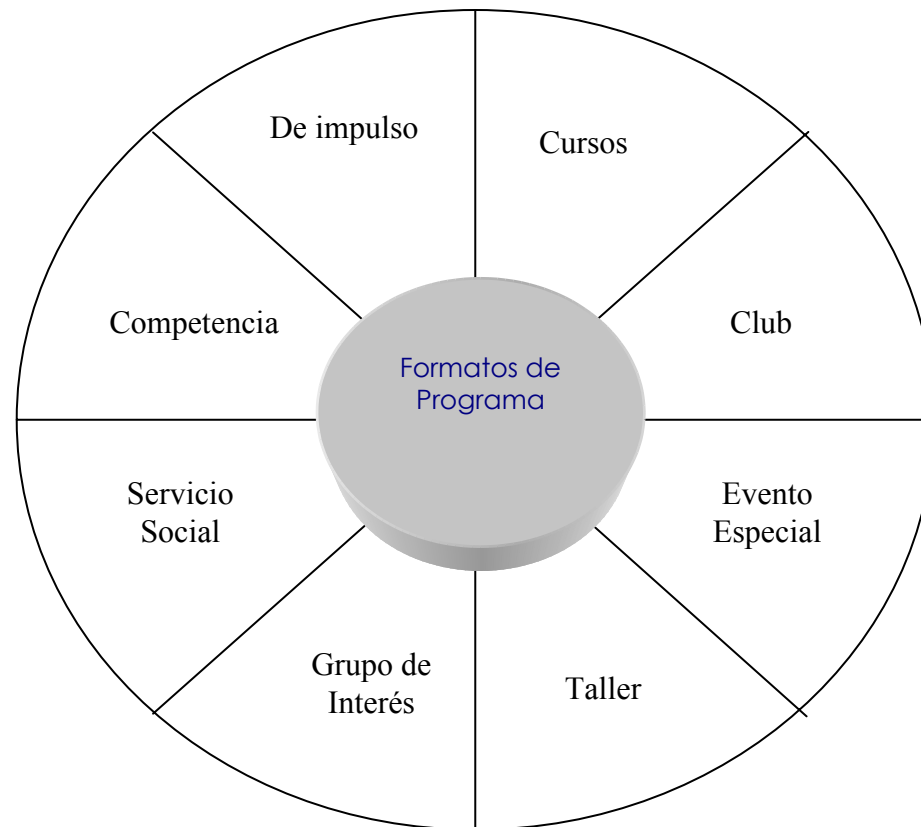 De impulso
Cursos
Competencia
Club
Formatos de
Programa
Servicio
Social
Evento
Especial
Grupo de
Interés
Taller